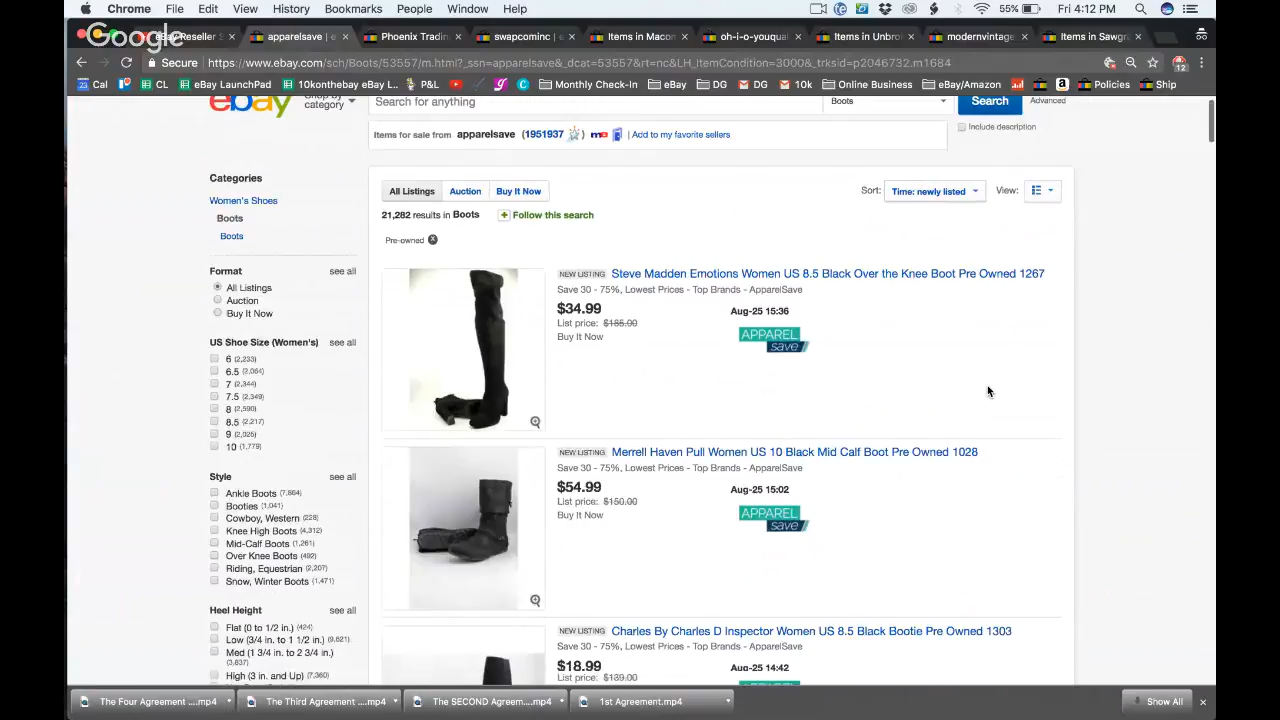 Chrome File Edit View History Bookmarks People Window Help 55% Fri 4:12 PM
Google
eBay Reseller S apparelsave | e Phoenix Tradin swapcominc | e Items in Macon oh-i-o-youqual Items in Unbrok modernvintage Items in Sawgra
Secure https://www.ebay.com/sch/Boots/53557/m.html?_ssn=apparelsave&_dcat=53557&rt=nc&LH_ItemCondition=3000&_trksid=p2046732.m1684 12
Cal CL eBay LaunchPad 10konthebay eBay L.. P&L Monthly Check-In eBay DG DG 10k Online Business eBay/Amazon Policies Ship
ebay Shop by category Search for anything Boots Search Advanced
Include description
Items for sale from apparelsave (1951937) me | Add to my favorite sellers
Categories
Women's Shoes
Boots
Boots
All Listings Auction Buy It Now Sort: Time: newly listed View:
21,282 results in Boots + Follow this search
Pre-owned
Format see all
All Listings
Auction
Buy It Now
US Shoe Size (Women's) see all
6 (2,233)
6.5 (2,064)
7 (2,344)
7.5 (2,349)
8 (2,590)
8.5 (2,217)
9 (2,025)
10 (1,779)
Style see all
Ankle Boots (7,864)
Booties (1,041)
Cowboy, Western (228)
Knee High Boots (4,312)
Mid-Calf Boots (1,261)
Over Knee Boots (492)
Riding, Equestrian (2,207)
Snow, Winter Boots (1,471)
Heel Height see all
Flat (0 to 1/2 in.) (424)
Low (3/4 in. to 1 1/2 in.) (9,621)
Med (1 3/4 in. to 2 3/4 in.)
(3,837)
High (3 in. and Up) (7,360)
NEW LISTING Steve Madden Emotions Women US 8.5 Black Over the Knee Boot Pre Owned 1267
Save 30 - 75%, Lowest Prices - Top Brands - ApparelSave
$34.99 Aug-25 15:36
List price: $185.00
Buy It Now
APPAREL
save
NEW LISTING Merrell Haven Pull Women US 10 Black Mid Calf Boot Pre Owned 1028
Save 30 - 75%, Lowest Prices - Top Brands - ApparelSave
$54.99 Aug-25 15:02
List price: $150.00
Buy It Now
APPAREL
save
NEW LISTING Charles By Charles D Inspector Women US 8.5 Black Bootie Pre Owned 1303
Save 30 - 75%, Lowest Prices - Top Brands - ApparelSave
$18.99 Aug-25 14:42
List price: $139.00
The Four Agreement ....mp4 The Third Agreement ....mp4 The SECOND Agreem....mp4 1st Agreement.mp4 Show All